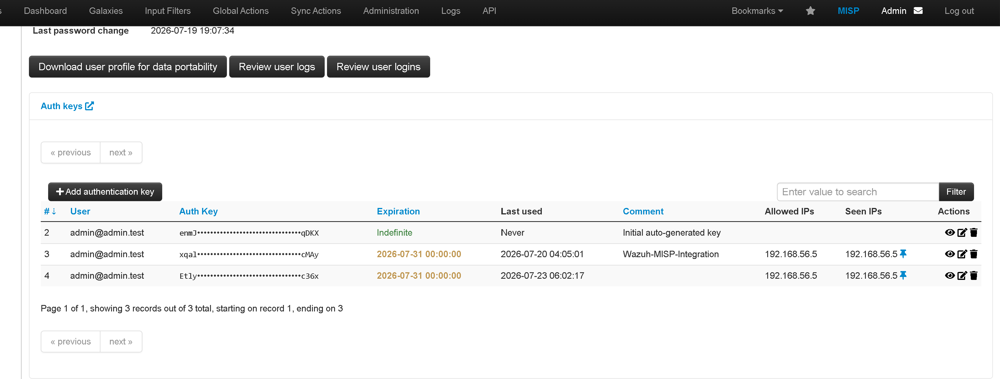 s Dashboard Galaxies Input Filters Global Actions Sync Actions Administration Logs API Bookmarks MISP Admin Log out
Last password change 2026-07-19 19:07:34
Download user profile for data portability Review user logs Review user logins
Auth keys
« previous next »
Add authentication key Enter value to search Filter
# ↓ User Auth Key Expiration Last used Comment Allowed IPs Seen IPs Actions
2 admin@admin.test enmJ••••••••••••••••••••••••••••••••qDKX Indefinite Never Initial auto-generated key
3 admin@admin.test xqal••••••••••••••••••••••••••••••••cMAy 2026-07-31 00:00:00 2026-07-20 04:05:01 Wazuh-MISP-Integration 192.168.56.5 192.168.56.5
4 admin@admin.test Etly••••••••••••••••••••••••••••••••c36x 2026-07-31 00:00:00 2026-07-23 06:02:17 192.168.56.5 192.168.56.5
Page 1 of 1, showing 3 records out of 3 total, starting on record 1, ending on 3
« previous next »